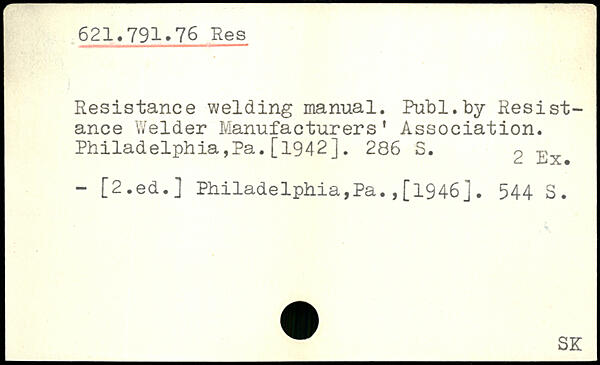 621.791.76 Res
Resistance welding manual. Publ.by Resist-
ance Welder Manufacturers' Association.
Philadelphia,Pa.[1942]. 286 S.
2 Ex.
- [2.ed.] Philadelphia,Pa.,[1946]. 544 S.
SK